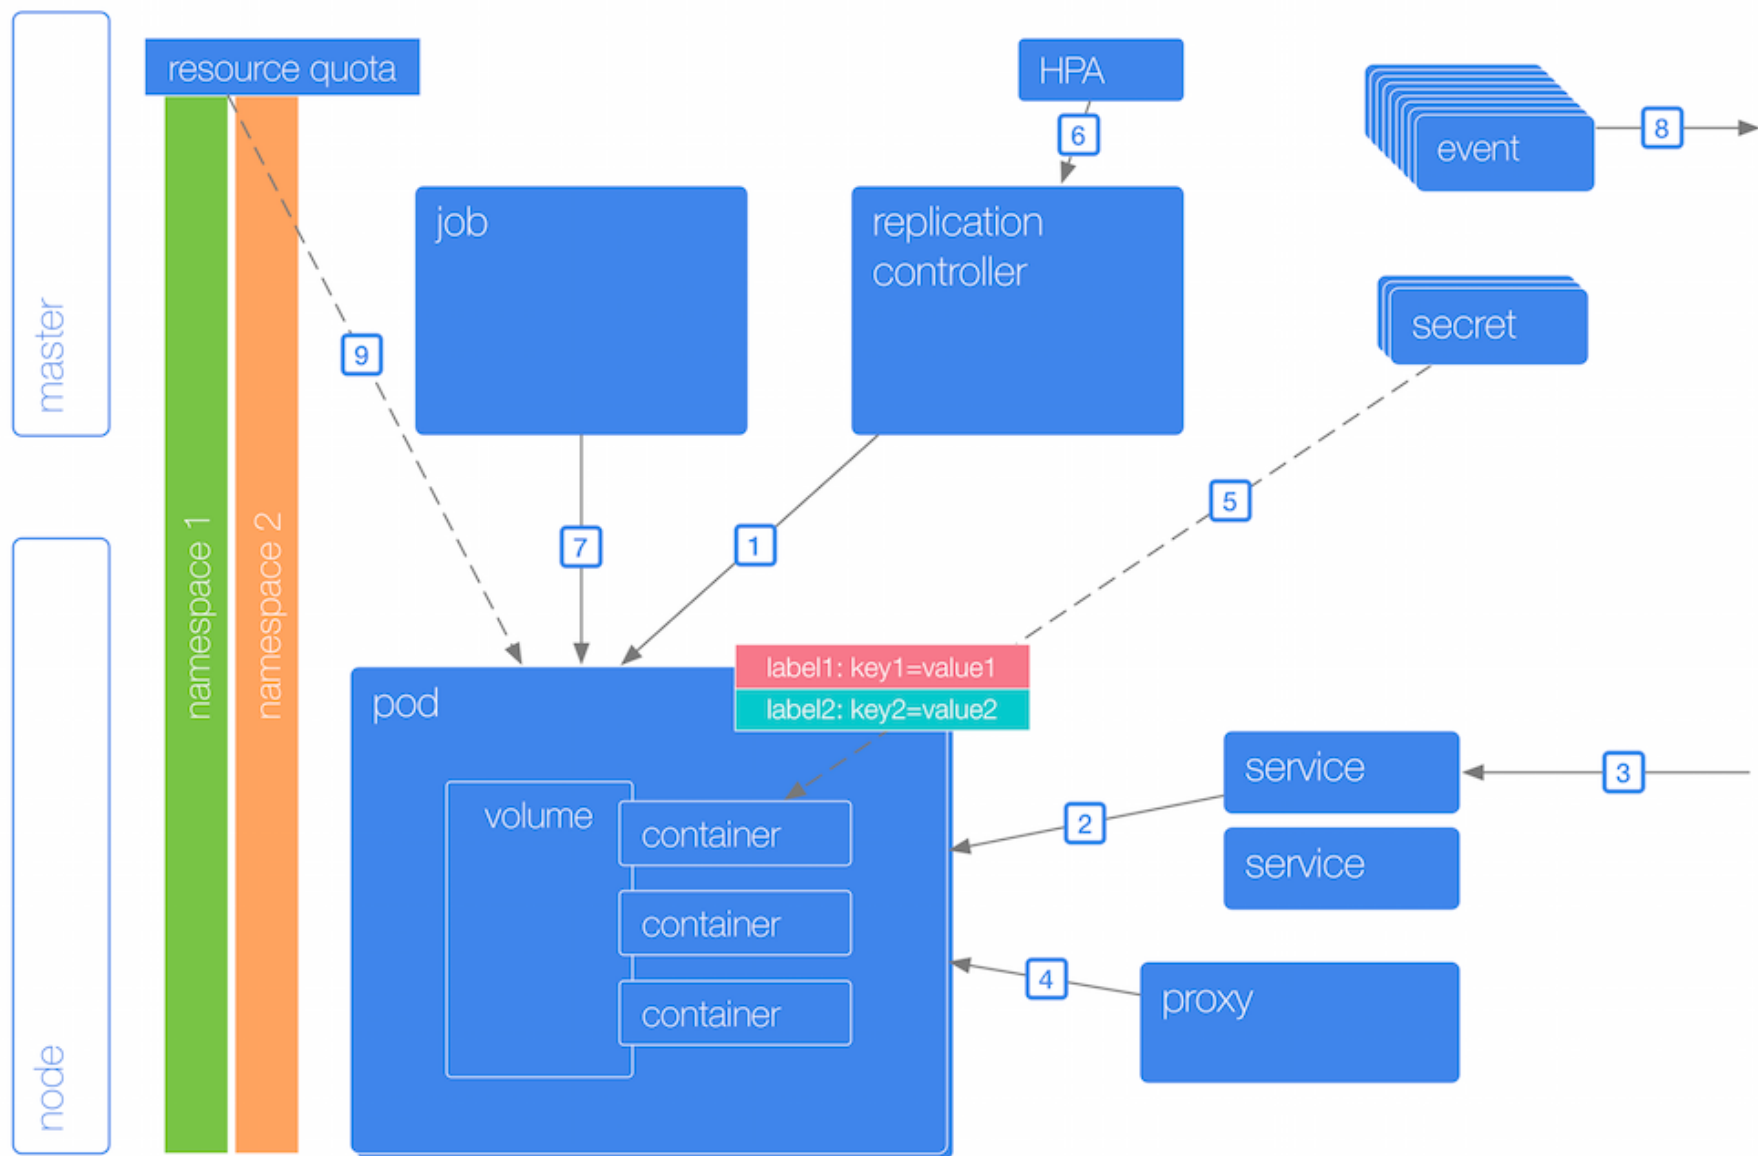 resource quota
HPA
6
event
8
job
replication
controller
secret
master
9
5
7
1
namespace 1
namespace 2
label1: key1=value1
label2: key2=value2
pod
service
3
2
volume
container
service
container
4
proxy
container
node